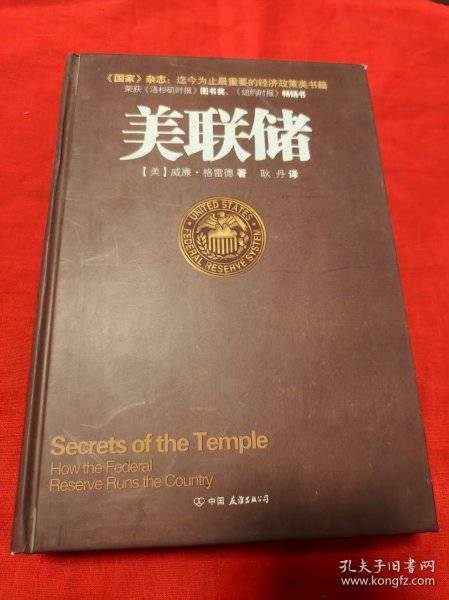 《国家》杂志：迄今为止最重要的经济政策类书籍
荣获《洛杉矶时报》图书奖、《纽约时报》畅销书
美联储
【美】威廉·格雷德 著 耿丹 译
UNITED STATES
FEDERAL RESERVE SYSTEM
Secrets of the Temple
How the Federal
Reserve Runs the Country
中国友谊出版公司
孔夫子旧书网
www.kongfz.com